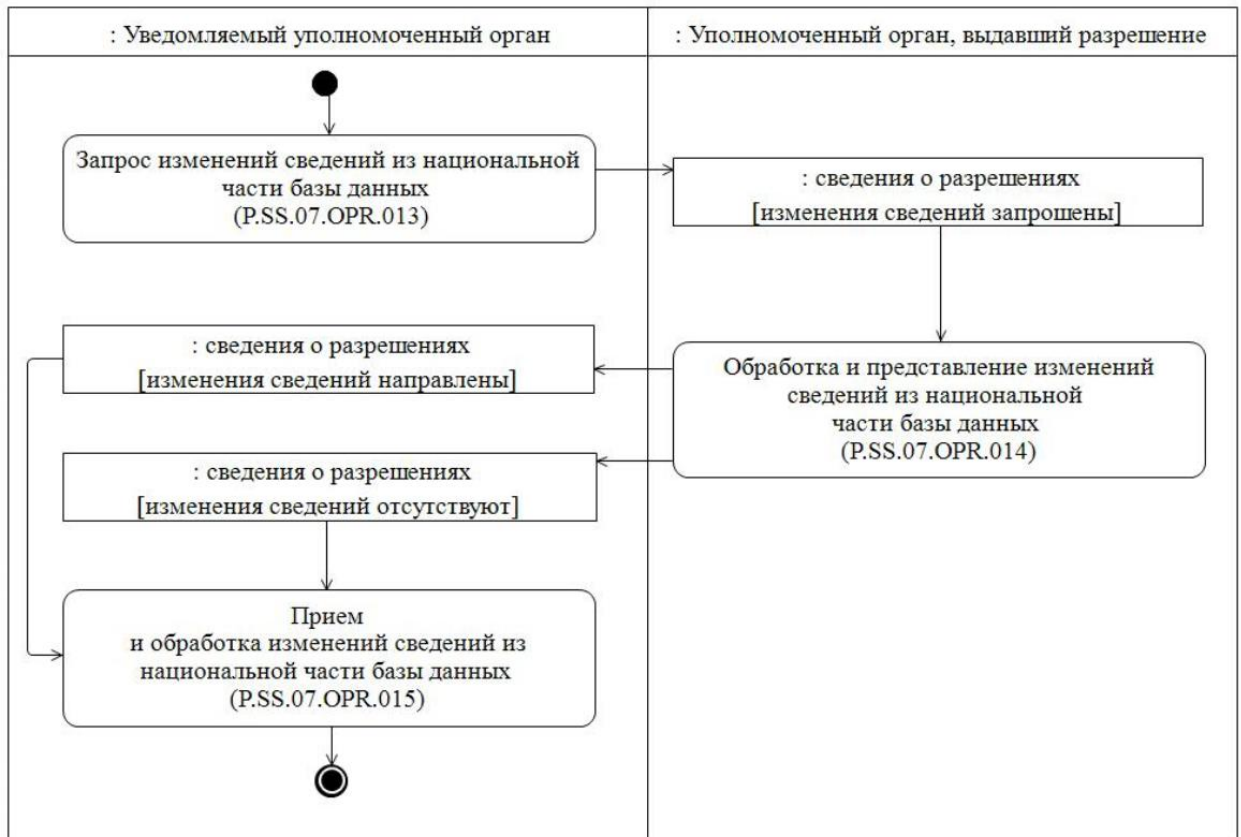 : Уведомляемый уполномоченный орган
: Уполномоченный орган, выдавший разрешение
Запрос изменений сведений из национальной
части базы данных
(P.SS.07.OPR.013)
: сведения о разрешениях
[изменения сведений запрошены]
: сведения о разрешениях
[изменения сведений направлены]
Обработка и представление изменений
сведений из национальной
части базы данных
(P.SS.07.OPR.014)
: сведения о разрешениях
[изменения сведений отсутствуют]
Прием
и обработка изменений сведений из
национальной части базы данных
(P.SS.07.OPR.015)